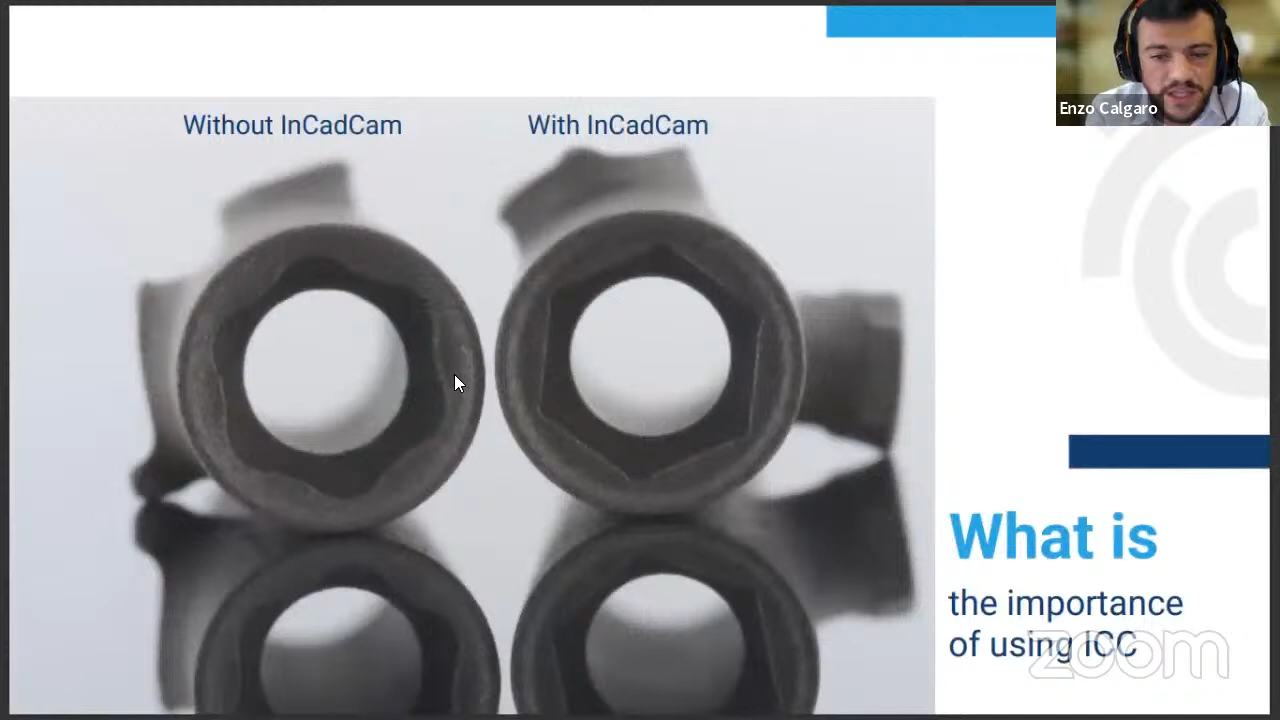 Enzo Calgaro
Without InCadCam
With InCadCam
What is
the importance
of using ICC
zoom